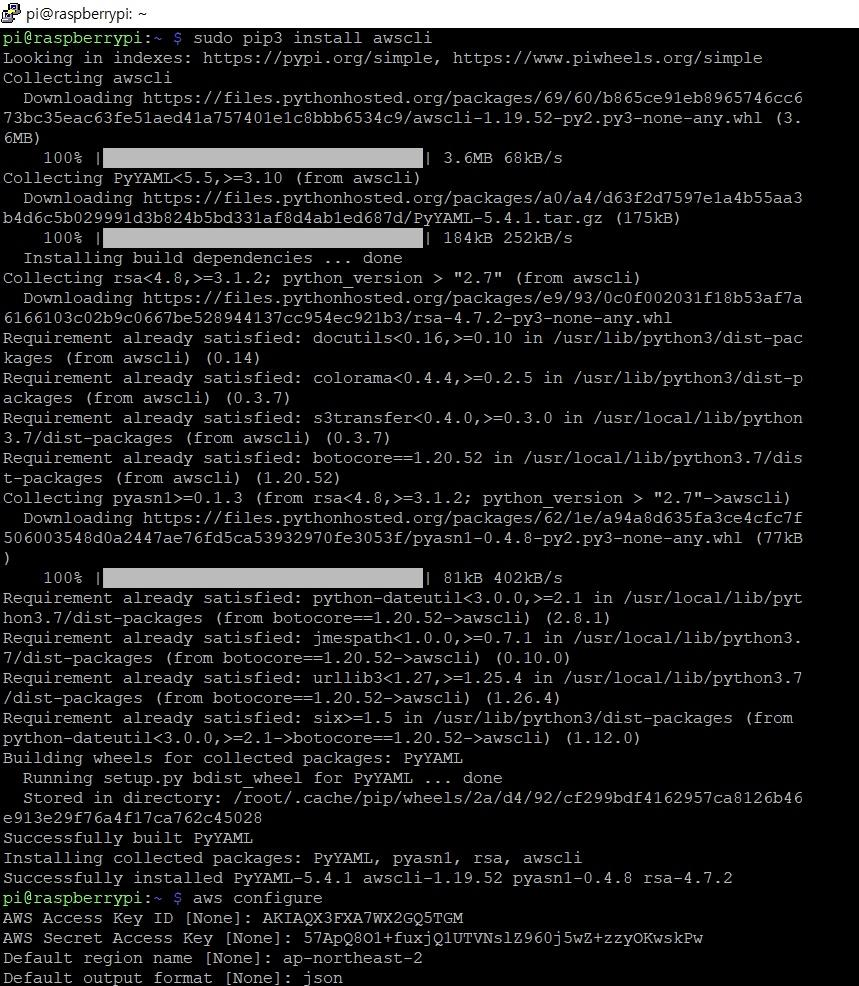 pi@raspberrypi: ~
pi@raspberrypi:~ $ sudo pip3 install awscli
Looking in indexes: https://pypi.org/simple, https://www.piwheels.org/simple
Collecting awscli
Downloading https://files.pythonhosted.org/packages/69/60/b865ce91eb8965746cc6
73bc35eac63fe51aed41a757401e1c8bbb6534c9/awscli-1.19.52-py2.py3-none-any.whl (3.
6MB)
100% |████████████████████████████████| 3.6MB 68kB/s
Collecting PyYAML<5.5,>=3.10 (from awscli)
Downloading https://files.pythonhosted.org/packages/a0/a4/d63f2d7597e1a4b55aa3
b4d6c5b029991d3b824b5bd331af8d4ab1ed687d/PyYAML-5.4.1.tar.gz (175kB)
100% |████████████████████████████████| 184kB 252kB/s
Installing build dependencies ... done
Collecting rsa<4.8,>=3.1.2; python_version > "2.7" (from awscli)
Downloading https://files.pythonhosted.org/packages/e9/93/0c0f002031f18b53af7a
6166103c02b9c0667be528944137cc954ec921b3/rsa-4.7.2-py3-none-any.whl
Requirement already satisfied: docutils<0.16,>=0.10 in /usr/lib/python3/dist-pac
kages (from awscli) (0.14)
Requirement already satisfied: colorama<0.4.4,>=0.2.5 in /usr/lib/python3/dist-p
ackages (from awscli) (0.3.7)
Requirement already satisfied: s3transfer<0.4.0,>=0.3.0 in /usr/local/lib/python
3.7/dist-packages (from awscli) (0.3.7)
Requirement already satisfied: botocore==1.20.52 in /usr/local/lib/python3.7/dis
t-packages (from awscli) (1.20.52)
Collecting pyasn1>=0.1.3 (from rsa<4.8,>=3.1.2; python_version > "2.7"->awscli)
Downloading https://files.pythonhosted.org/packages/62/1e/a94a8d635fa3ce4cfc7f
506003548d0a2447ae76fd5ca53932970fe3053f/pyasn1-0.4.8-py2.py3-none-any.whl (77kB
)
100% |████████████████████████████████| 81kB 402kB/s
Requirement already satisfied: python-dateutil<3.0.0,>=2.1 in /usr/local/lib/pyt
hon3.7/dist-packages (from botocore==1.20.52->awscli) (2.8.1)
Requirement already satisfied: jmespath<1.0.0,>=0.7.1 in /usr/local/lib/python3.
7/dist-packages (from botocore==1.20.52->awscli) (0.10.0)
Requirement already satisfied: urllib3<1.27,>=1.25.4 in /usr/local/lib/python3.7
/dist-packages (from botocore==1.20.52->awscli) (1.26.4)
Requirement already satisfied: six>=1.5 in /usr/lib/python3/dist-packages (from
python-dateutil<3.0.0,>=2.1->botocore==1.20.52->awscli) (1.12.0)
Building wheels for collected packages: PyYAML
Running setup.py bdist_wheel for PyYAML ... done
Stored in directory: /root/.cache/pip/wheels/2a/d4/92/cf299bdf4162957ca8126b46
e913e29f76a4f17ca762c45028
Successfully built PyYAML
Installing collected packages: PyYAML, pyasn1, rsa, awscli
Successfully installed PyYAML-5.4.1 awscli-1.19.52 pyasn1-0.4.8 rsa-4.7.2
pi@raspberrypi:~ $ aws configure
AWS Access Key ID [None]: AKIAQX3FXA7WX2GQ5TGM
AWS Secret Access Key [None]: 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
Default region name [None]: ap-northeast-2
Default output format [None]: json